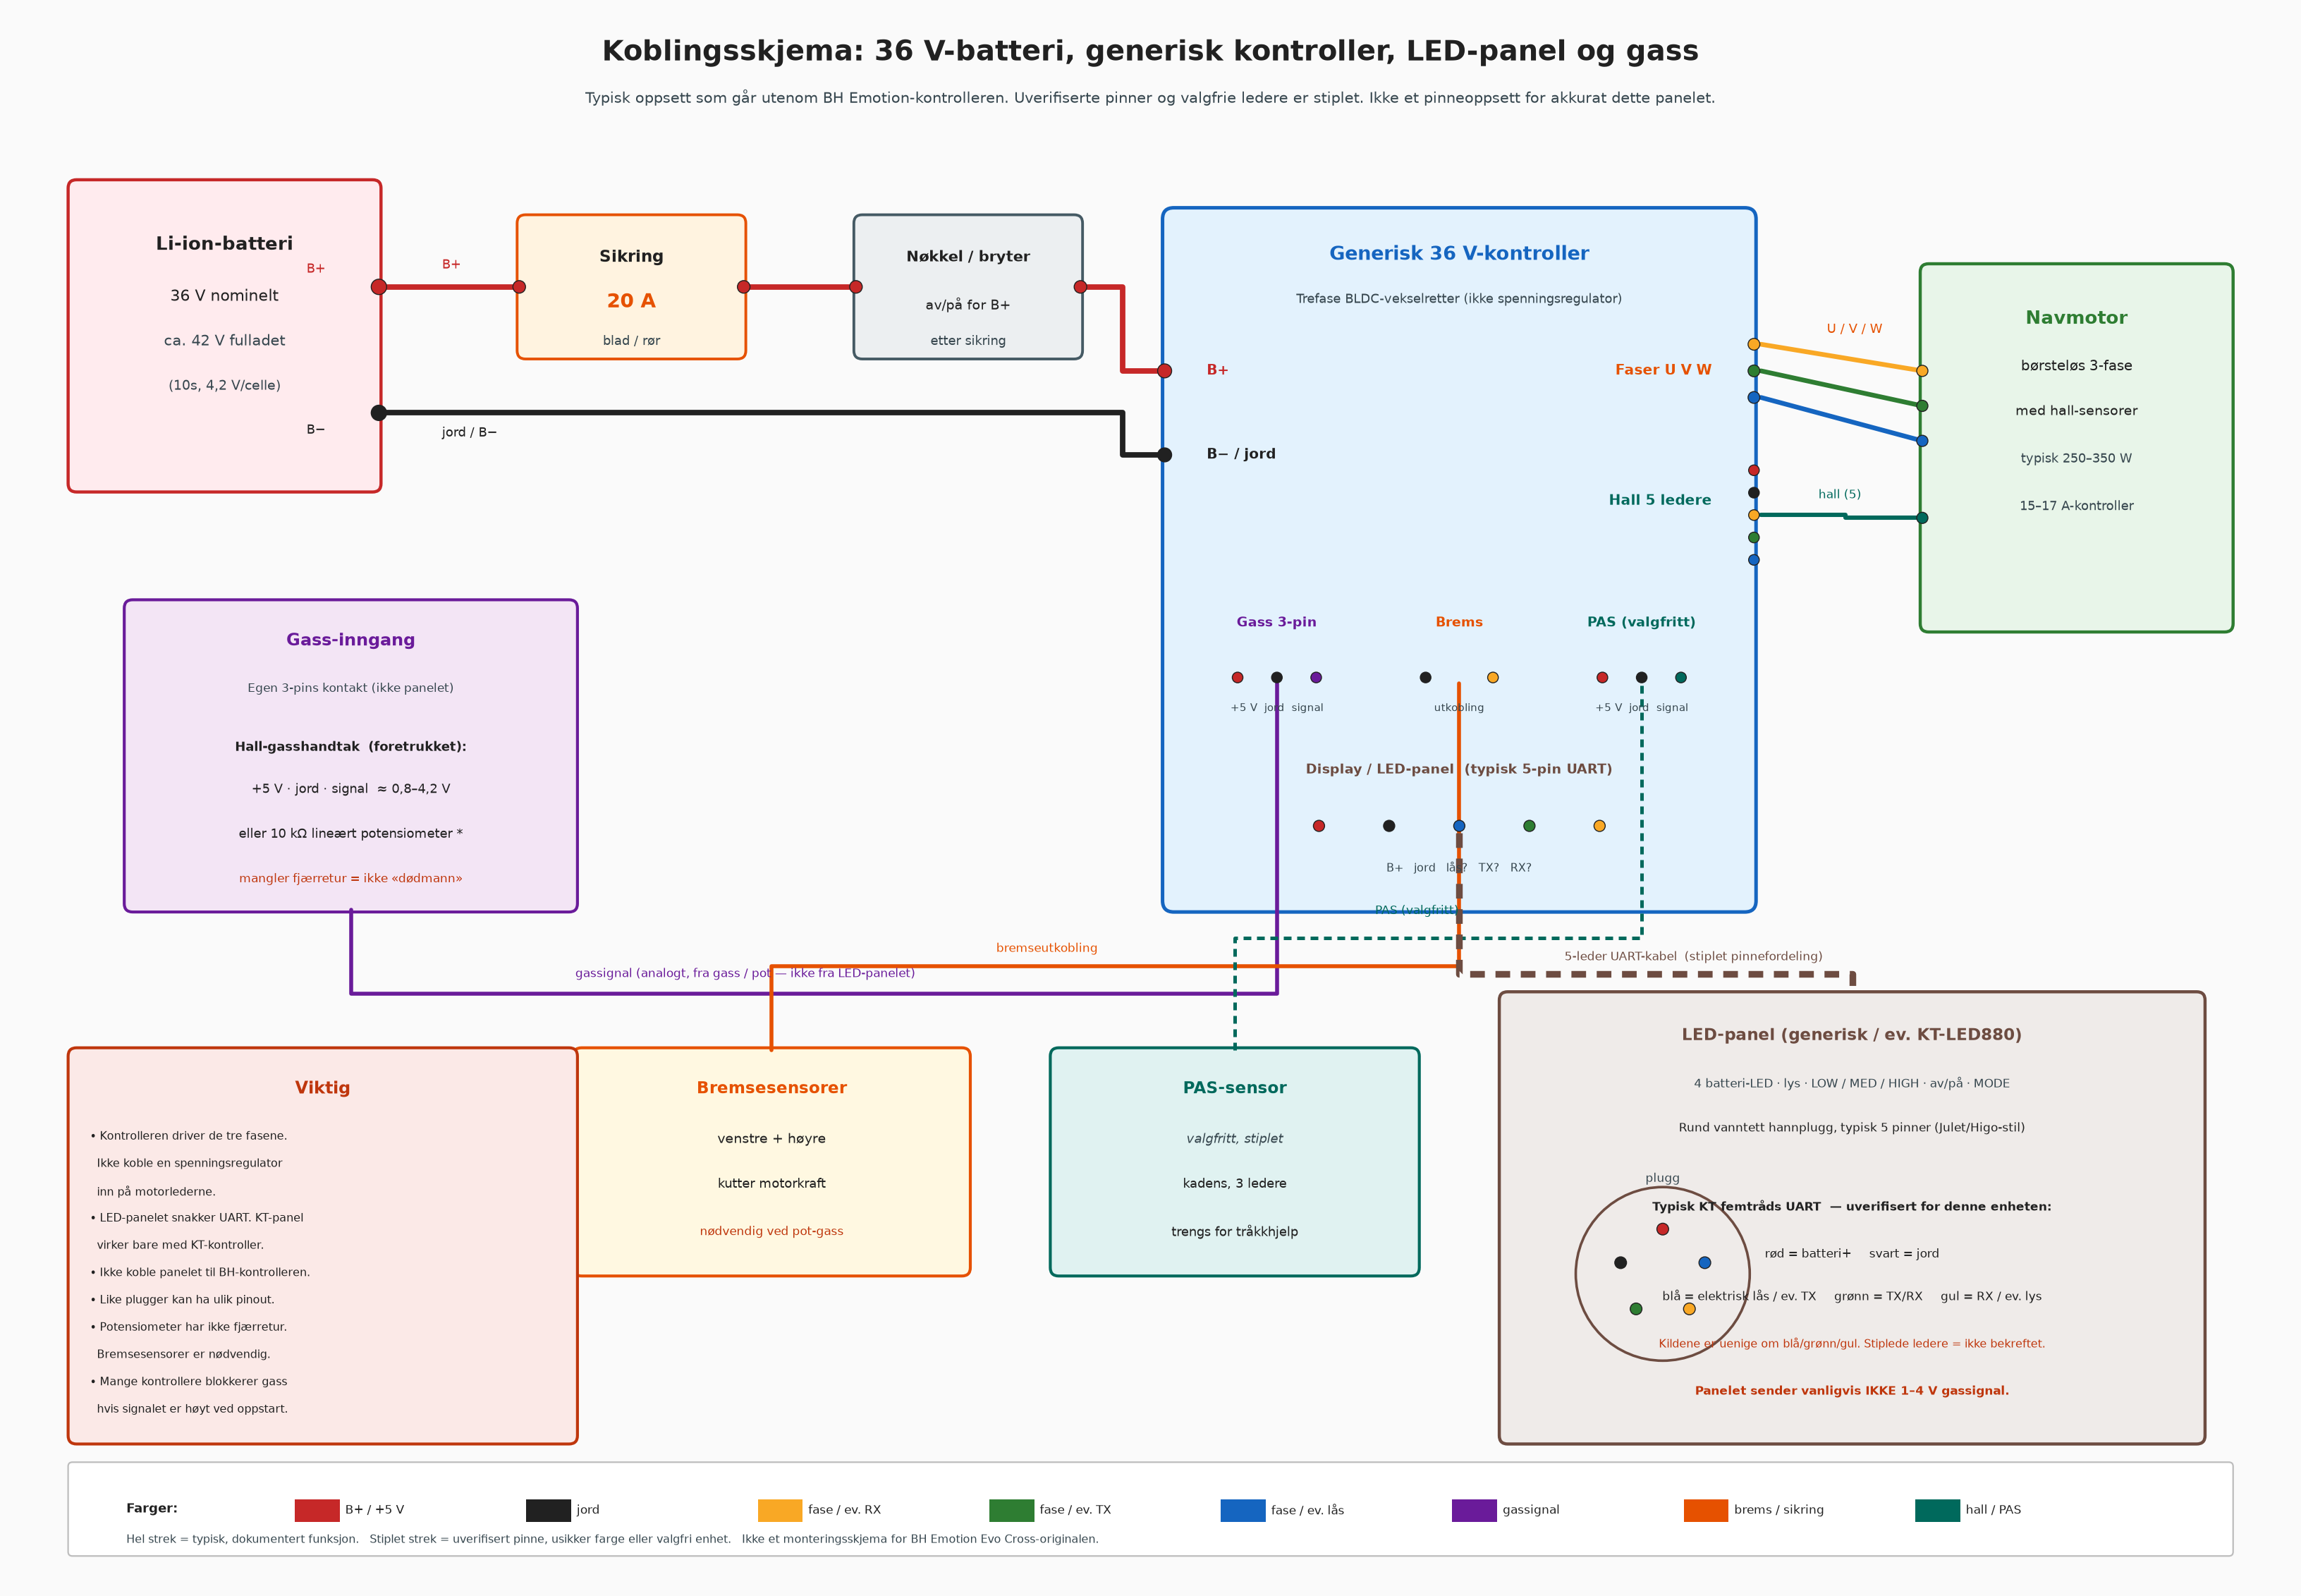 Koblingsskjema: 36 V-batteri, generisk kontroller, LED-panel og gass
Typisk oppsett som går utenom BH Emotion-kontrolleren. Uverifiserte pinner og valgfrie ledere er stiplet. Ikke et pinneoppsett for akkurat dette panelet.
Li-ion-batteri
B+
36 V nominelt
ca. 42 V fulladet
(10s, 4,2 V/celle)
B−
B+
jord / B−
Sikring
20 A
blad / rør
Nøkkel / bryter
av/på for B+
etter sikring
Generisk 36 V-kontroller
Trefase BLDC-vekselretter (ikke spenningsregulator)
B+
Faser U V W
B− / jord
Hall 5 ledere
Gass 3-pin
Brems
PAS (valgfritt)
+5 V jord signal
utkobling
+5 V jord signal
Display / LED-panel (typisk 5-pin UART)
B+ jord lås? TX? RX?
PAS (valgfritt)
U / V / W
hall (5)
Navmotor
børsteløs 3-fase
med hall-sensorer
typisk 250–350 W
15–17 A-kontroller
Gass-inngang
Egen 3-pins kontakt (ikke panelet)
Hall-gasshandtak (foretrukket):
+5 V · jord · signal ≈ 0,8–4,2 V
eller 10 kΩ lineært potensiometer *
mangler fjærretur = ikke «dødmann»
bremseutkobling
gassignal (analogt, fra gass / pot — ikke fra LED-panelet)
5-leder UART-kabel (stiplet pinnefordeling)
Viktig
• Kontrolleren driver de tre fasene.
Ikke koble en spenningsregulator
inn på motorlederne.
• LED-panelet snakker UART. KT-panel
virker bare med KT-kontroller.
• Ikke koble panelet til BH-kontrolleren.
• Like plugger kan ha ulik pinout.
• Potensiometer har ikke fjærretur.
Bremsesensorer er nødvendig.
• Mange kontrollere blokkerer gass
hvis signalet er høyt ved oppstart.
Bremsesensorer
venstre + høyre
kutter motorkraft
nødvendig ved pot-gass
PAS-sensor
valgfritt, stiplet
kadens, 3 ledere
trengs for tråkkhjelp
LED-panel (generisk / ev. KT-LED880)
4 batteri-LED · lys · LOW / MED / HIGH · av/på · MODE
Rund vanntett hannplugg, typisk 5 pinner (Julet/Higo-stil)
plugg
Typisk KT femtråds UART — uverifisert for denne enheten:
rød = batteri+ svart = jord
blå = elektrisk lås / ev. TX grønn = TX/RX gul = RX / ev. lys
Kildene er uenige om blå/grønn/gul. Stiplede ledere = ikke bekreftet.
Panelet sender vanligvis IKKE 1–4 V gassignal.
Farger:
B+ / +5 V
jord
fase / ev. RX
fase / ev. TX
fase / ev. lås
gassignal
brems / sikring
hall / PAS
Hel strek = typisk, dokumentert funksjon. Stiplet strek = uverifisert pinne, usikker farge eller valgfri enhet. Ikke et monteringsskjema for BH Emotion Evo Cross-originalen.